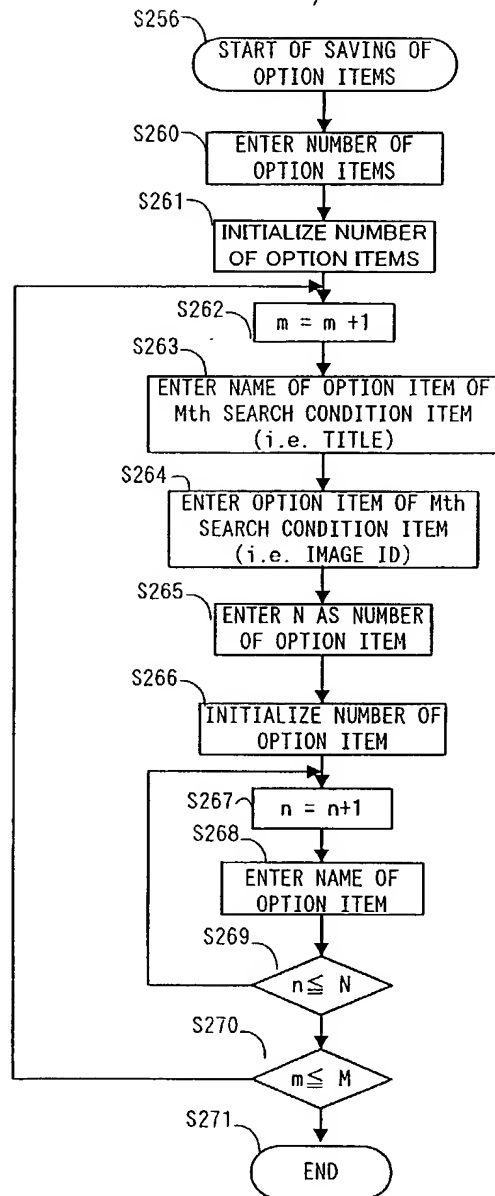 S256
START OF SAVING OF
OPTION ITEMS
S260
ENTER NUMBER OF
OPTION ITEMS
S261
INITIALIZE NUMBER
OF OPTION ITEMS
S262
m = m +1
S263
ENTER NAME OF OPTION ITEM OF
Mth SEARCH CONDITION ITEM
(i.e. TITLE)
S264
ENTER OPTION ITEM OF Mth
SEARCH CONDITION ITEM
(i.e. IMAGE ID)
S265
ENTER N AS NUMBER
OF OPTION ITEM
S266
INITIALIZE NUMBER OF
OPTION ITEM
S267
n = n+1
S268
ENTER NAME OF
OPTION ITEM
S269
n ≦ N
S270
m ≦ M
S271
END